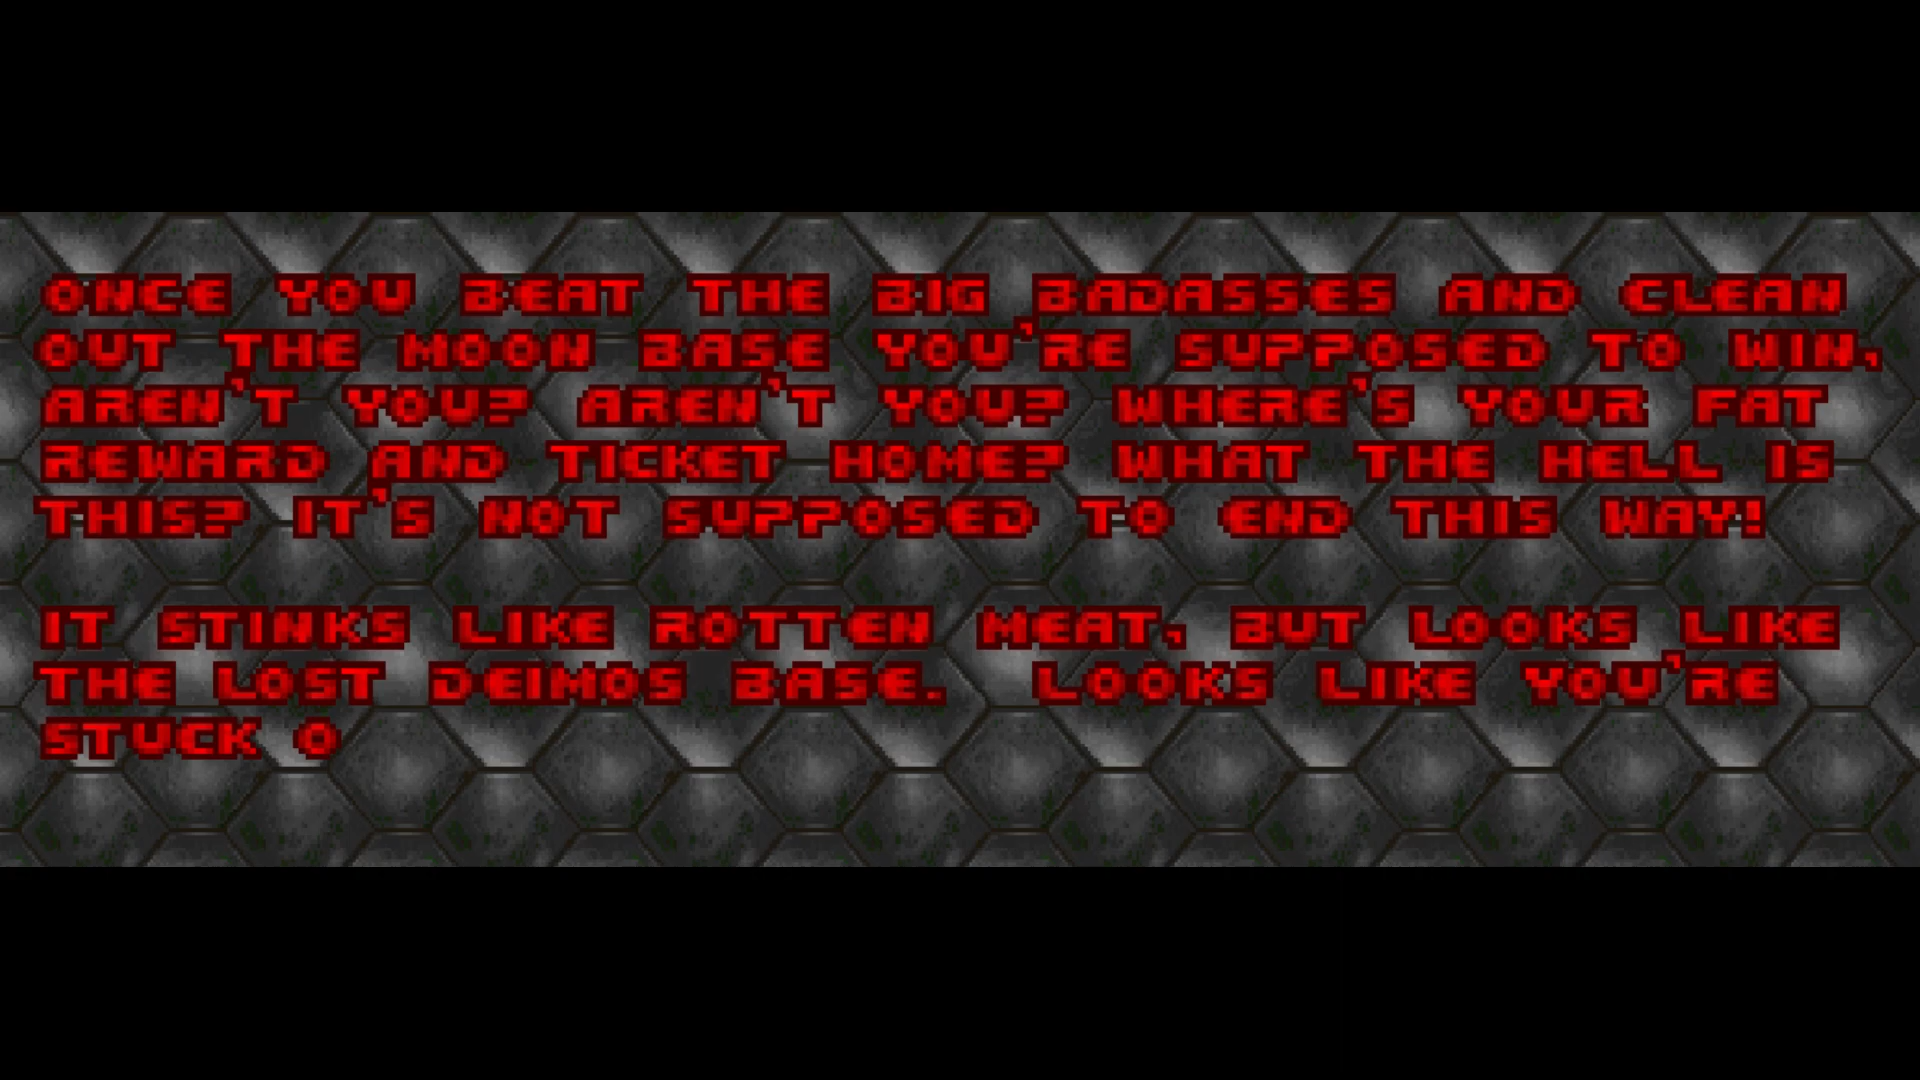 ONCE YOU BEAT THE BIG BADASSES AND CLEAN
OUT THE MOON BASE YOU'RE SUPPOSED TO WIN,
AREN'T YOU? AREN'T YOU? WHERE'S YOUR FAT
REWARD AND TICKET HOME? WHAT THE HELL IS
THIS? IT'S NOT SUPPOSED TO END THIS WAY!
IT STINKS LIKE ROTTEN MEAT, BUT LOOKS LIKE
THE LOST DEIMOS BASE.  LOOKS LIKE YOU'RE
STUCK O